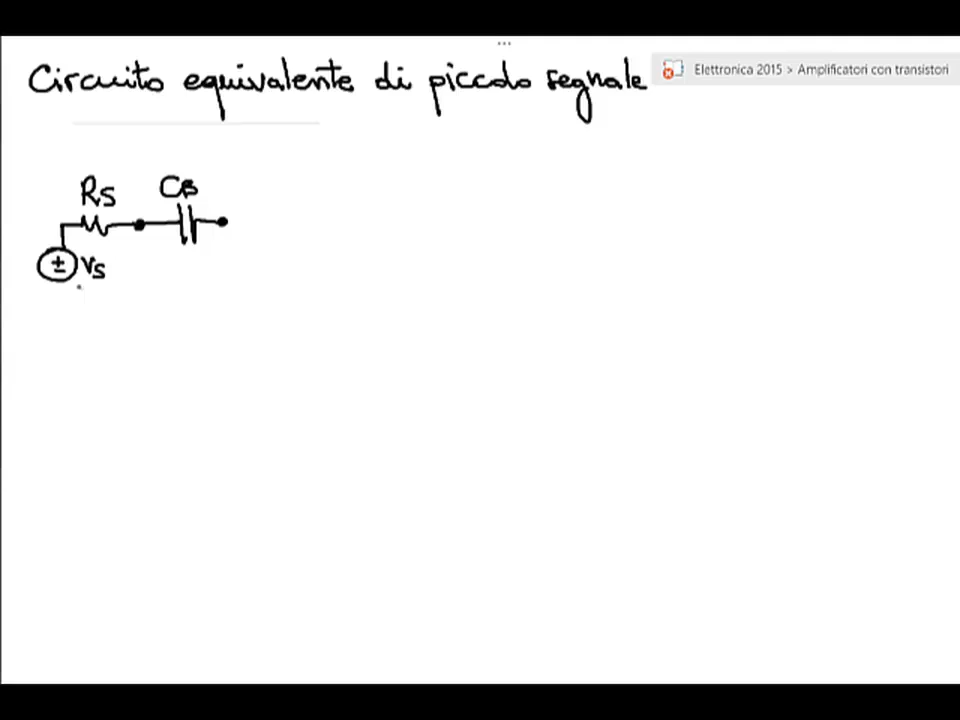 Circuito equivalente di piccolo segnale
Elettronica 2015 > Amplificatori con transistori
Rs CB
± vs